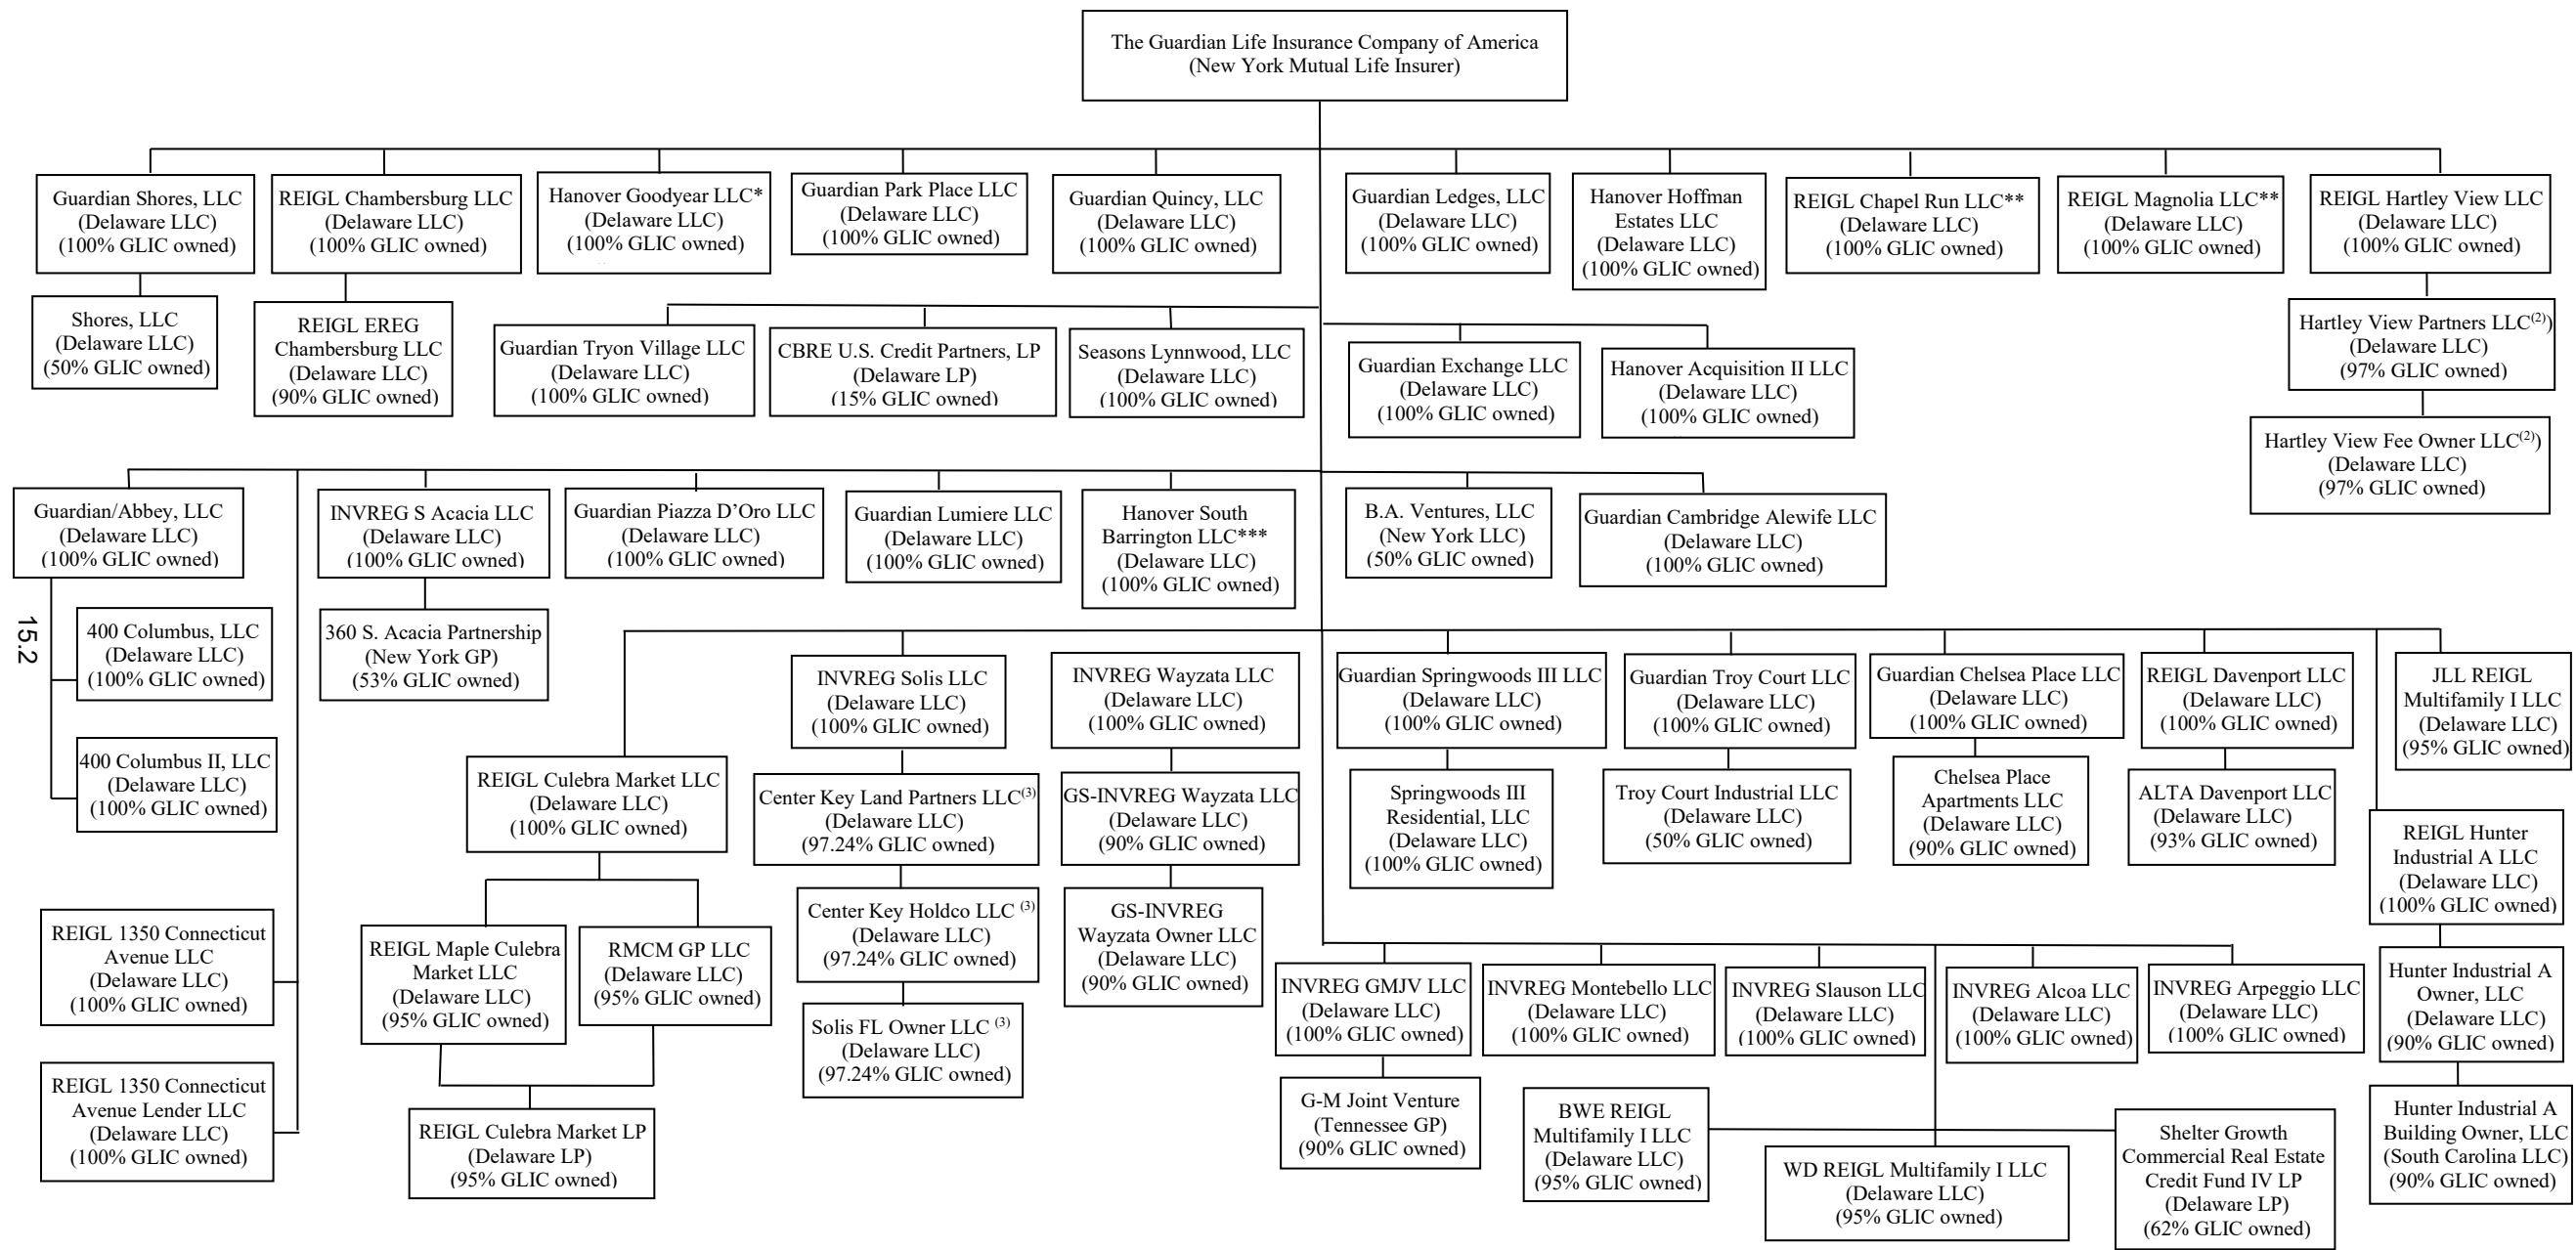 The Guardian Life Insurance Company of America
(New York Mutual Life Insurer)
Guardian Shores, LLC
(Delaware LLC)
(100% GLIC owned)
REIGL Chambersburg LLC
(Delaware LLC)
(100% GLIC owned)
Hanover Goodyear LLC*
(Delaware LLC)
(100% GLIC owned)
Guardian Park Place LLC
(Delaware LLC)
(100% GLIC owned)
Guardian Quincy, LLC
(Delaware LLC)
(100% GLIC owned)
Guardian Ledges, LLC
(Delaware LLC)
(100% GLIC owned)
Hanover Hoffman
Estates LLC
(Delaware LLC)
(100% GLIC owned)
REIGL Chapel Run LLC**
(Delaware LLC)
(100% GLIC owned)
REIGL Magnolia LLC**
(Delaware LLC)
(100% GLIC owned)
REIGL Hartley View LLC
(Delaware LLC)
(100% GLIC owned)
Shores, LLC
(Delaware LLC)
(50% GLIC owned)
REIGL EREG
Chambersburg LLC
(Delaware LLC)
(90% GLIC owned)
Guardian Tryon Village LLC
(Delaware LLC)
(100% GLIC owned)
CBRE U.S. Credit Partners, LP
(Delaware LP)
(15% GLIC owned)
Seasons Lynnwood, LLC
(Delaware LLC)
(100% GLIC owned)
Guardian Exchange LLC
(Delaware LLC)
(100% GLIC owned)
Hanover Acquisition II LLC
(Delaware LLC)
(100% GLIC owned)
Hartley View Partners LLC(2))
(Delaware LLC)
(97% GLIC owned)
Hartley View Fee Owner LLC(2))
(Delaware LLC)
(97% GLIC owned)
Guardian/Abbey, LLC
(Delaware LLC)
(100% GLIC owned)
INVREG S Acacia LLC
(Delaware LLC)
(100% GLIC owned)
Guardian Piazza D’Oro LLC
(Delaware LLC)
(100% GLIC owned)
Guardian Lumiere LLC
(Delaware LLC)
(100% GLIC owned)
Hanover South
Barrington LLC***
(Delaware LLC)
(100% GLIC owned)
B.A. Ventures, LLC
(New York LLC)
(50% GLIC owned)
Guardian Cambridge Alewife LLC
(Delaware LLC)
(100% GLIC owned)
15.2
400 Columbus, LLC
(Delaware LLC)
(100% GLIC owned)
360 S. Acacia Partnership
(New York GP)
(53% GLIC owned)
400 Columbus II, LLC
(Delaware LLC)
(100% GLIC owned)
INVREG Solis LLC
(Delaware LLC)
(100% GLIC owned)
INVREG Wayzata LLC
(Delaware LLC)
(100% GLIC owned)
Guardian Springwoods III LLC
(Delaware LLC)
(100% GLIC owned)
Guardian Troy Court LLC
(Delaware LLC)
(100% GLIC owned)
Guardian Chelsea Place LLC
(Delaware LLC)
(100% GLIC owned)
REIGL Davenport LLC
(Delaware LLC)
(100% GLIC owned)
JLL REIGL
Multifamily I LLC
(Delaware LLC)
(95% GLIC owned)
REIGL Culebra Market LLC
(Delaware LLC)
(100% GLIC owned)
Center Key Land Partners LLC(3)
(Delaware LLC)
(97.24% GLIC owned)
GS-INVREG Wayzata LLC
(Delaware LLC)
(90% GLIC owned)
Springwoods III
Residential, LLC
(Delaware LLC)
(100% GLIC owned)
Troy Court Industrial LLC
(Delaware LLC)
(50% GLIC owned)
Chelsea Place
Apartments LLC
(Delaware LLC)
(90% GLIC owned)
ALTA Davenport LLC
(Delaware LLC)
(93% GLIC owned)
REIGL Hunter
Industrial A LLC
(Delaware LLC)
(100% GLIC owned)
REIGL 1350 Connecticut
Avenue LLC
(Delaware LLC)
(100% GLIC owned)
REIGL Maple Culebra
Market LLC
(Delaware LLC)
(95% GLIC owned)
RMCM GP LLC
(Delaware LLC)
(95% GLIC owned)
Center Key Holdco LLC (3)
(Delaware LLC)
(97.24% GLIC owned)
GS-INVREG
Wayzata Owner LLC
(Delaware LLC)
(90% GLIC owned)
INVREG GMJV LLC
(Delaware LLC)
(100% GLIC owned)
INVREG Montebello LLC
(Delaware LLC)
(100% GLIC owned)
INVREG Slauson LLC
(Delaware LLC)
(100% GLIC owned)
INVREG Alcoa LLC
(Delaware LLC)
(100% GLIC owned)
INVREG Arpeggio LLC
(Delaware LLC)
(100% GLIC owned)
Hunter Industrial A
Owner, LLC
(Delaware LLC)
(90% GLIC owned)
REIGL 1350 Connecticut
Avenue Lender LLC
(Delaware LLC)
(100% GLIC owned)
REIGL Culebra Market LP
(Delaware LP)
(95% GLIC owned)
Solis FL Owner LLC (3)
(Delaware LLC)
(97.24% GLIC owned)
G-M Joint Venture
(Tennessee GP)
(90% GLIC owned)
BWE REIGL
Multifamily I LLC
(Delaware LLC)
(95% GLIC owned)
WD REIGL Multifamily I LLC
(Delaware LLC)
(95% GLIC owned)
Shelter Growth
Commercial Real Estate
Credit Fund IV LP
(Delaware LP)
(62% GLIC owned)
Hunter Industrial A
Building Owner, LLC
(South Carolina LLC)
(90% GLIC owned)